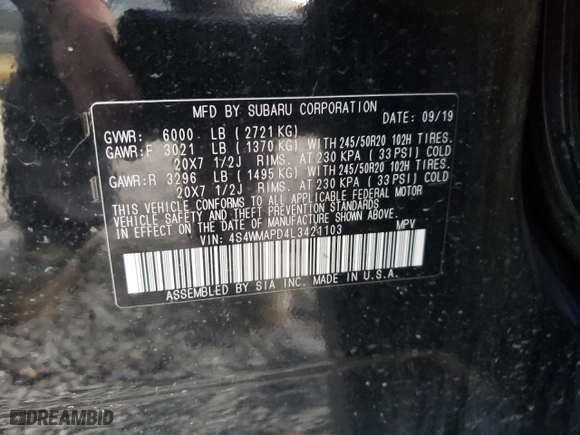 MFD BY SUBARU CORPORATION
DATE: 09/19
GVWR: 6000 LB (2721 KG)
GAWR:F 3021 LB (1370 KG) WITH 245/50R20 102H TIRES.
20X7 1/2J RIMS. AT 230 KPA (33 PSI) COLD
GAWR:R 3296 LB (1495 KG) WITH 245/50R20 102H TIRES.
20X7 1/2J RIMS. AT 230 KPA (33 PSI) COLD
THIS VEHICLE CONFORMS TO ALL APPLICABLE FEDERAL MOTOR
VEHICLE SAFETY AND THEFT PREVENTION STANDARDS
IN EFFECT ON THE DATE OF MANUFACTURE SHOWN ABOVE.
VIN: 4S4WMAPD4L3421103 MPV
ASSEMBLED BY SIA INC. MADE IN U.S.A.
DREAMBID